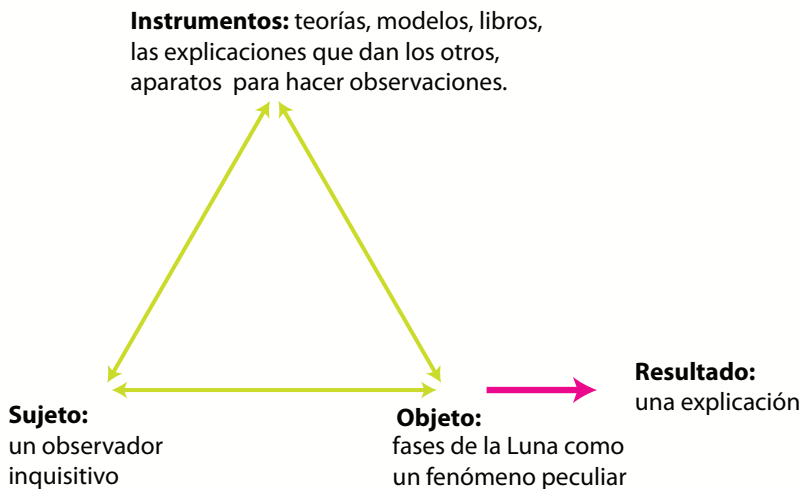 Instrumentos: teorías, modelos, libros,
las explicaciones que dan los otros,
aparatos para hacer observaciones.
Sujeto:
un observador
inquisitivo
Objeto:
fases de la Luna como
un fenómeno peculiar
Resultado:
una explicación